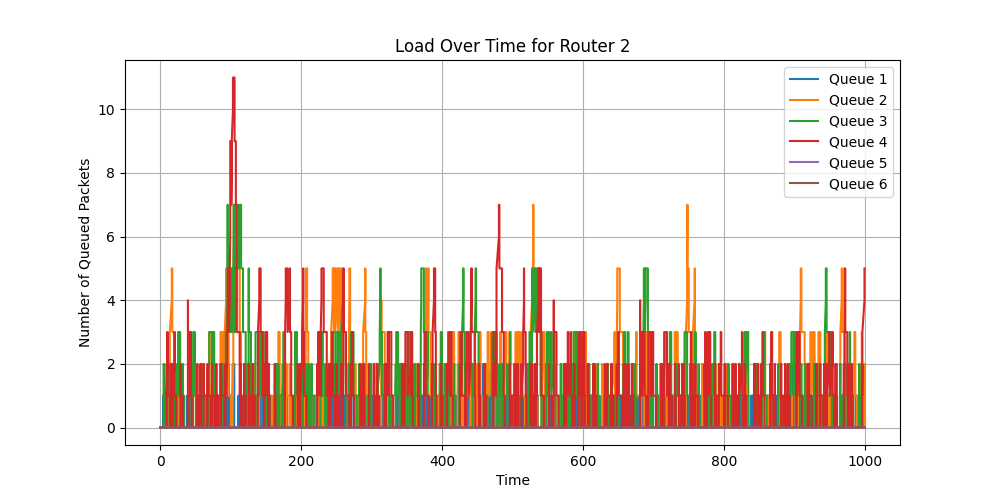 Load Over Time for Router 2
Number of Queued Packets
10
8
6
4
2
0
Queue 1
Queue 2
Queue 3
Queue 4
Queue 5
Queue 6
0
200
400
600
800
1000
Time